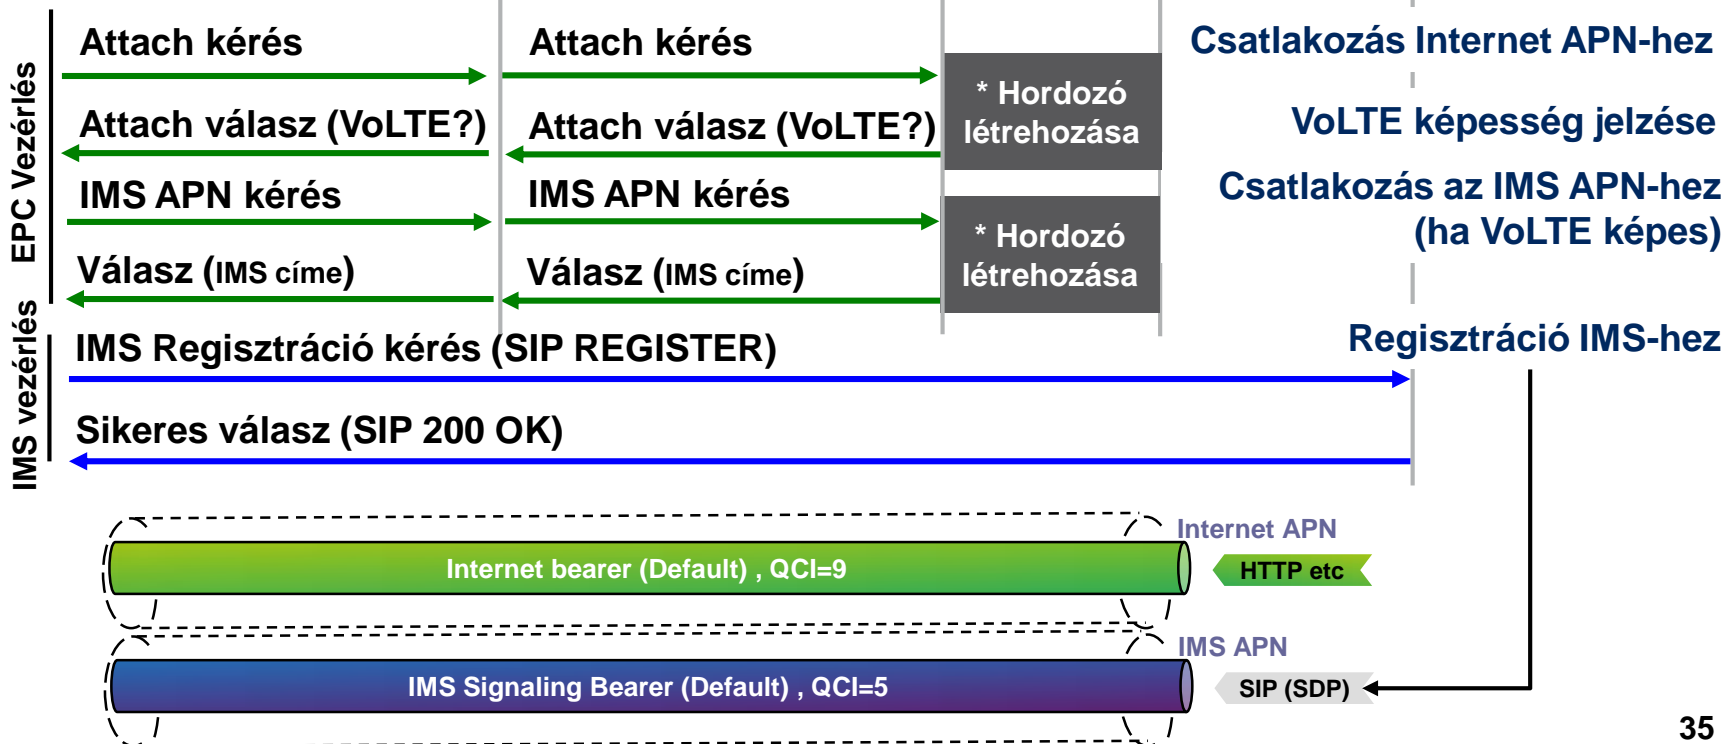 EPC Vezérlés
Attach kérés
Attach kérés
* Hordozó
létrehozása
Csatlakozás Internet APN-hez
Attach válasz (VoLTE?)
Attach válasz (VoLTE?)
VoLTE képesség jelzése
IMS APN kérés
IMS APN kérés
* Hordozó
létrehozása
Csatlakozás az IMS APN-hez
(ha VoLTE képes)
Válasz (IMS címe)
Válasz (IMS címe)
IMS vezérlés
IMS Regisztráció kérés (SIP REGISTER)
Regisztráció IMS-hez
Sikeres válasz (SIP 200 OK)
Internet APN
Internet bearer (Default) , QCI=9
HTTP etc
IMS APN
IMS Signaling Bearer (Default) , QCI=5
SIP (SDP)
35